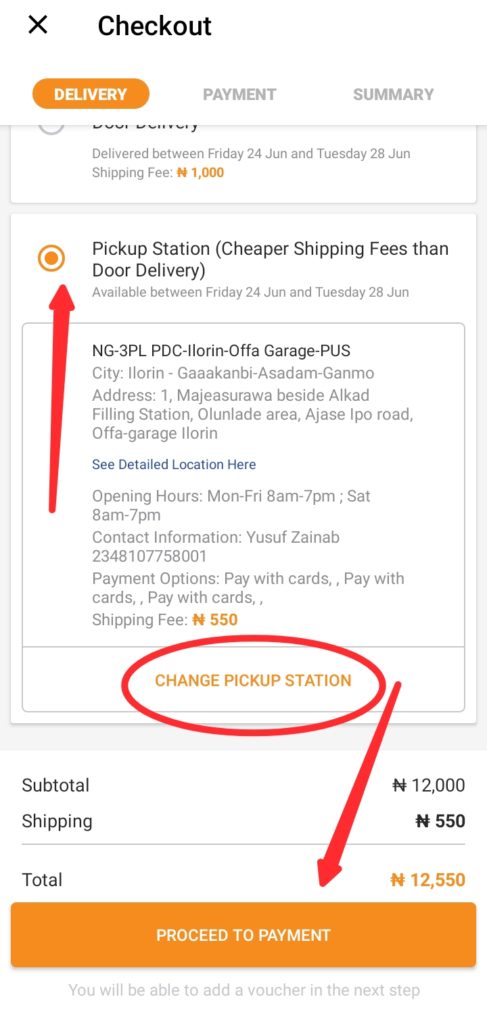 Checkout
DELIVERY
PAYMENT
SUMMARY
Door Delivery
Delivered between Friday 24 Jun and Tuesday 28 Jun
Shipping Fee: ₦ 1,000
Pickup Station (Cheaper Shipping Fees than
Door Delivery)
Available between Friday 24 Jun and Tuesday 28 Jun
NG-3PL PDC-Ilorin-Offa Garage-PUS
City: Ilorin - Gaaakanbi-Asadam-Ganmo
Address: 1, Majeasurawa beside Alkad
Filling Station, Olunlade area, Ajase Ipo road,
Offa-garage Ilorin
See Detailed Location Here
Opening Hours: Mon-Fri 8am-7pm ; Sat
8am-7pm
Contact Information: Yusuf Zainab
2348107758001
Payment Options: Pay with cards, , Pay with
cards, , Pay with cards, ,
Shipping Fee: ₦ 550
CHANGE PICKUP STATION
Subtotal ₦ 12,000
Shipping ₦ 550
Total ₦ 12,550
PROCEED TO PAYMENT
You will be able to add a voucher in the next step